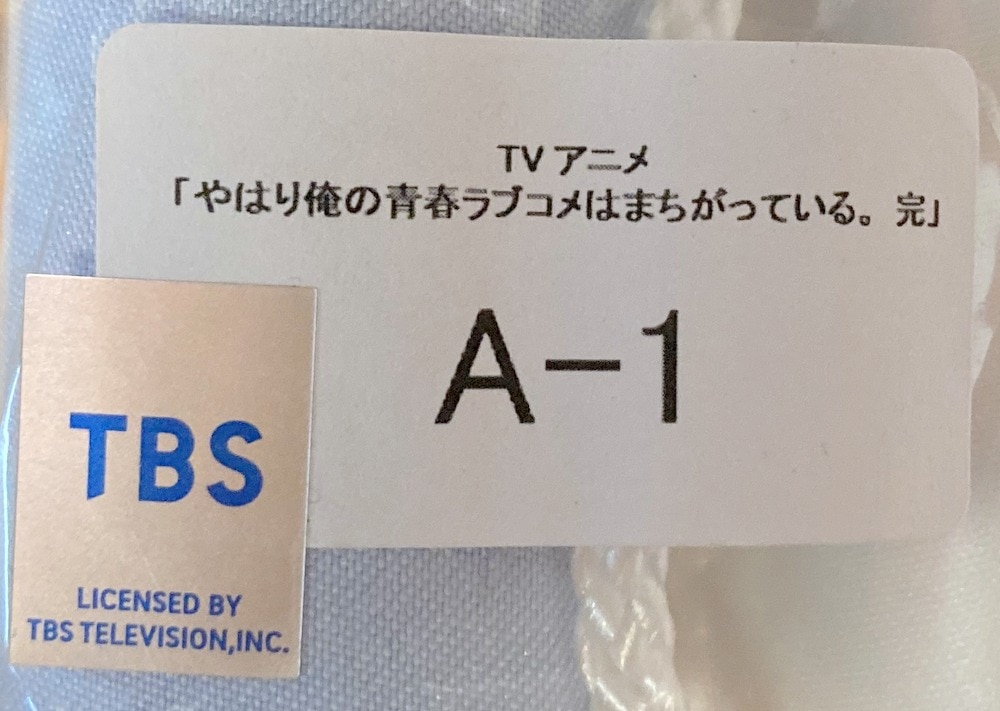 TV アニメ
「やはり俺の青春ラブコメはまちがっている。完」
A-1
TBS
LICENSED BY
TBS TELEVISION,INC.